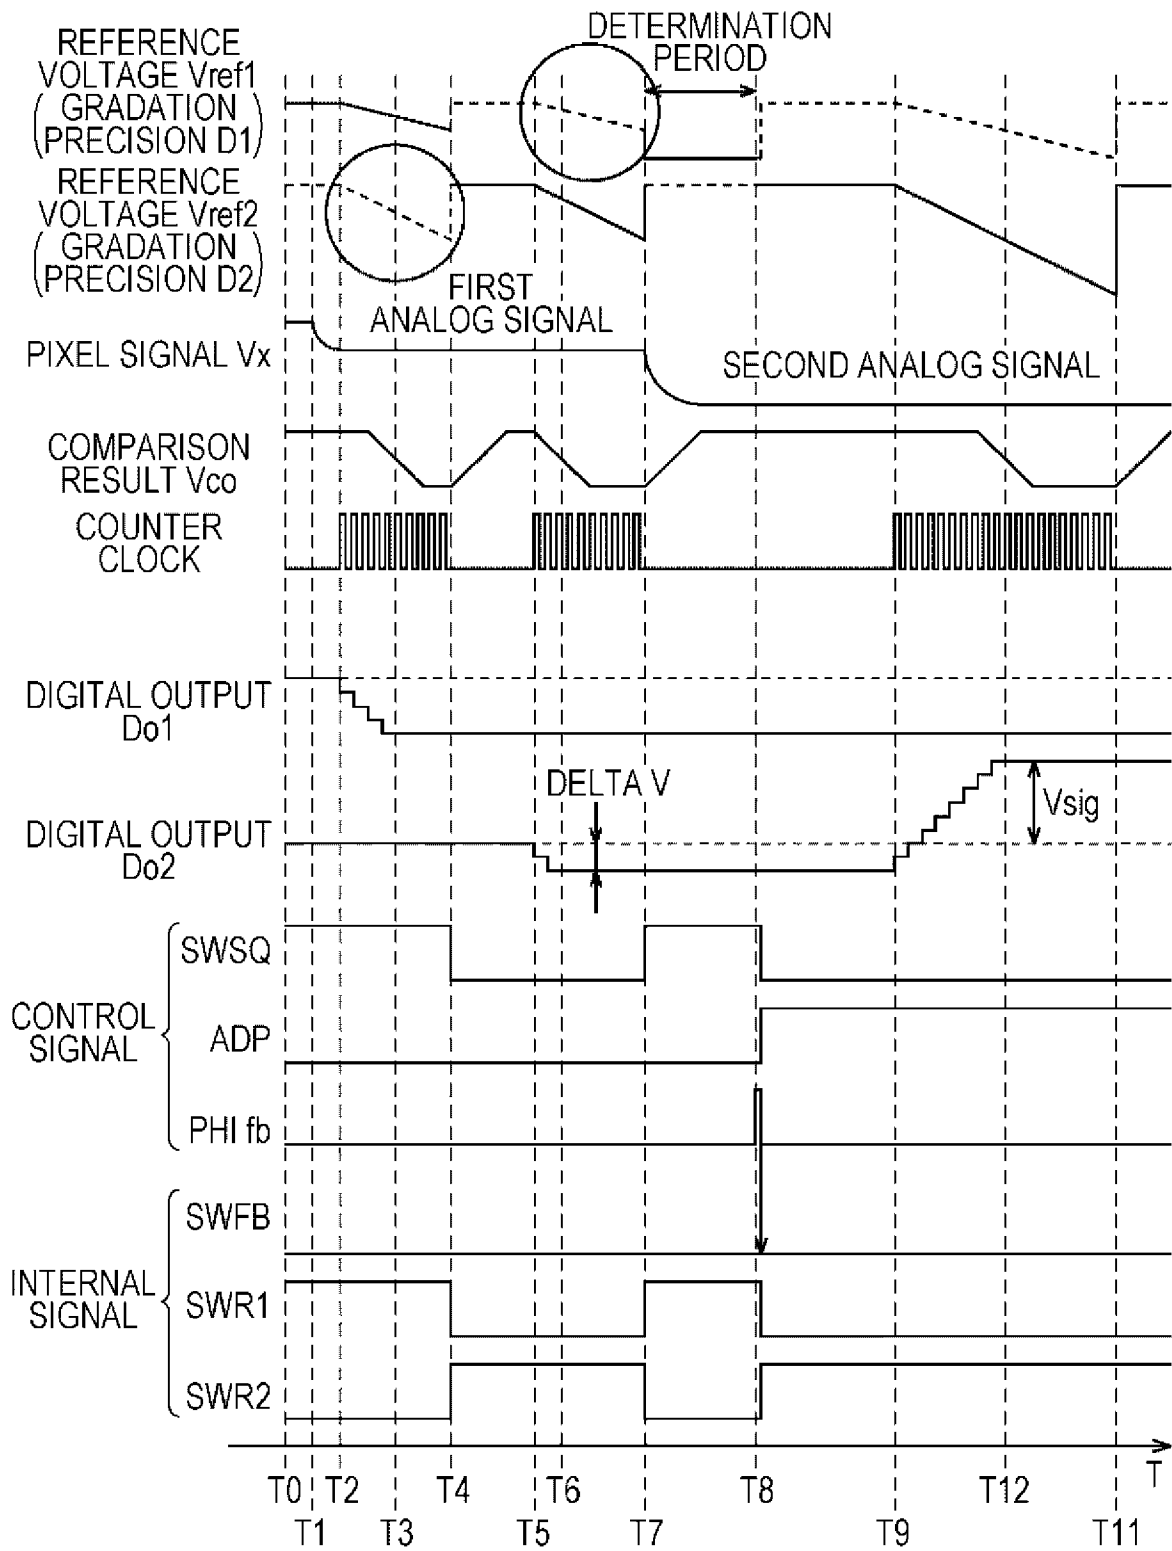 DETERMINATION
PERIOD
REFERENCE
VOLTAGE Vref1
(GRADATION
PRECISION D1)
REFERENCE
VOLTAGE Vref2
(GRADATION
PRECISION D2)
FIRST
ANALOG SIGNAL
PIXEL SIGNAL Vx
SECOND ANALOG SIGNAL
COMPARISON
RESULT Vco
COUNTER
CLOCK
DIGITAL OUTPUT
Do1
DELTA V
Vsig
DIGITAL OUTPUT
Do2
CONTROL
SIGNAL
SWSQ
ADP
PHI fb
INTERNAL
SIGNAL
SWFB
SWR1
SWR2
T
T0 T2 T4 T6 T8 T12
T1 T3 T5 T7 T9 T11